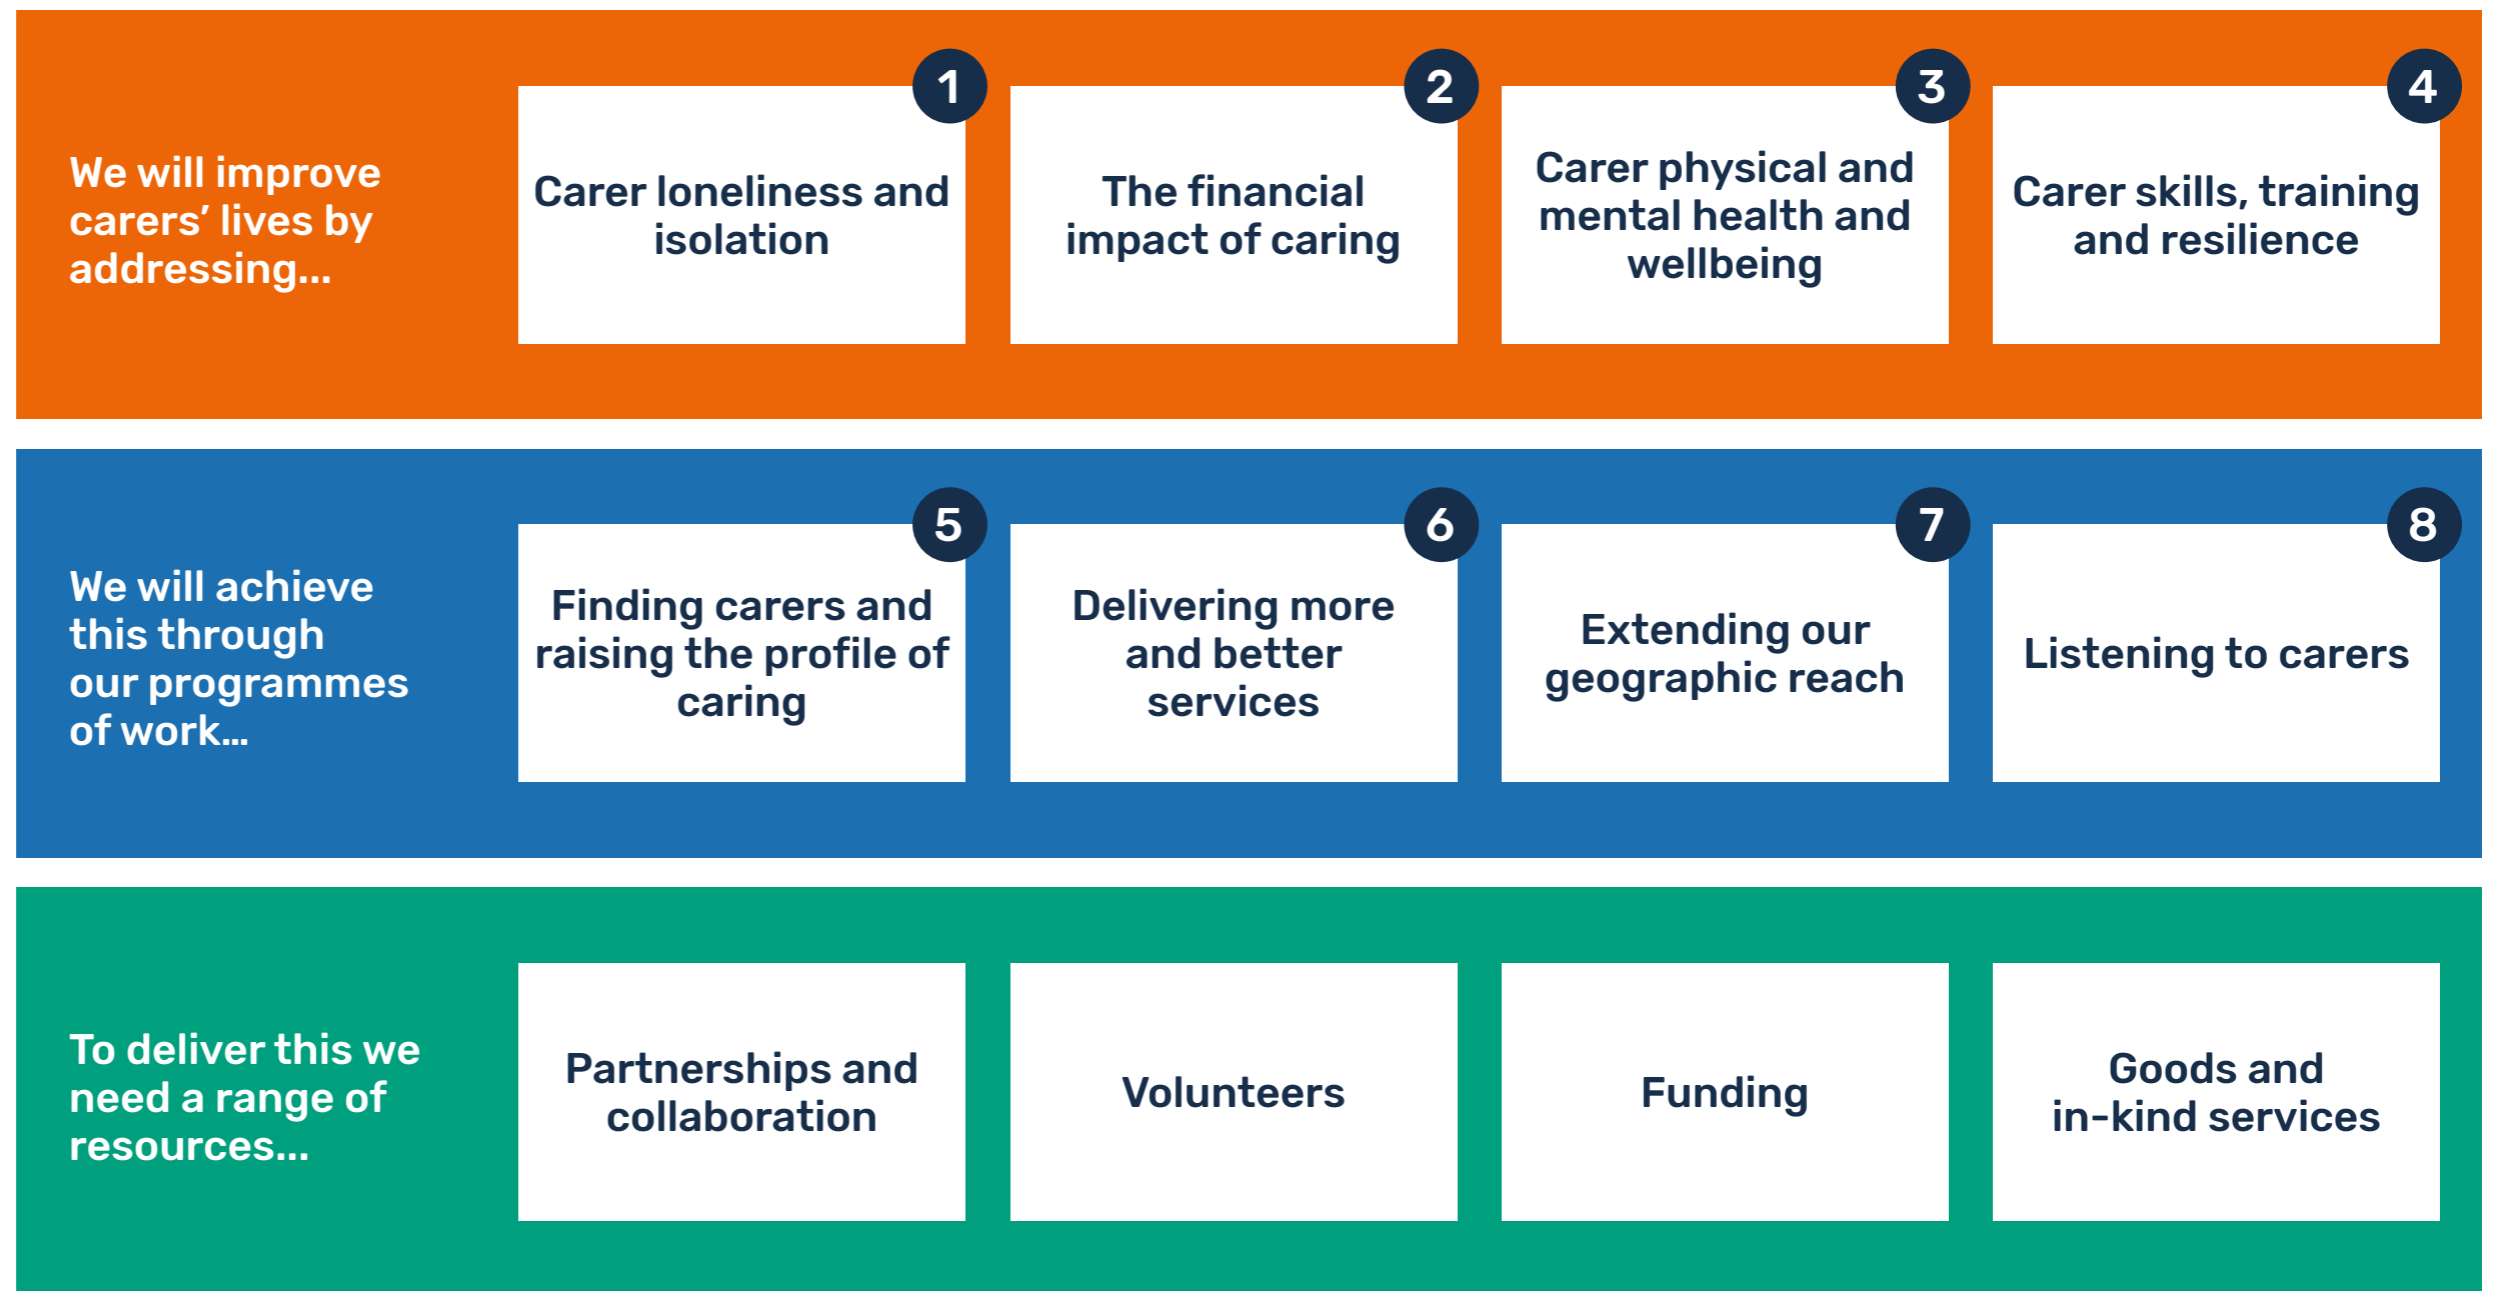 We will improve
carers’ lives by
addressing...
1
Carer loneliness and
isolation
2
The financial
impact of caring
3
Carer physical and
mental health and
wellbeing
4
Carer skills, training
and resilience
We will achieve
this through
our programmes
of work…
5
Finding carers and
raising the profile of
caring
6
Delivering more
and better
services
7
Extending our
geographic reach
8
Listening to carers
To deliver this we
need a range of
resources...
Partnerships and
collaboration
Volunteers
Funding
Goods and
in-kind services